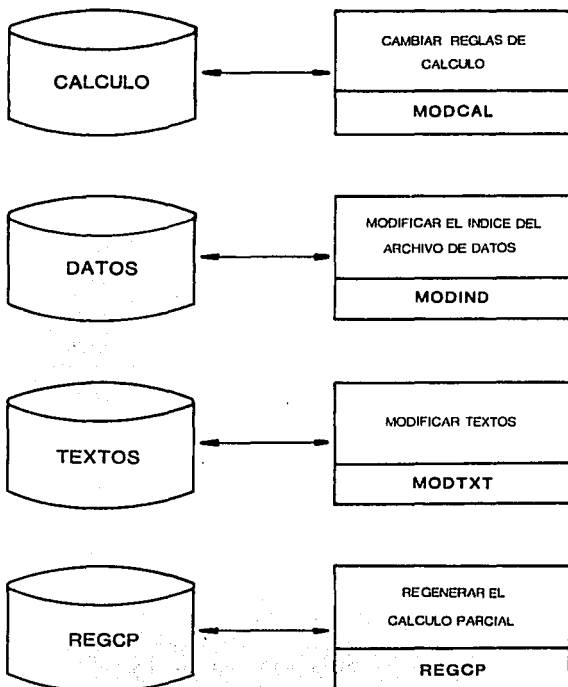 CALCULO
CAMBIAR REGLAS DE
CALCULO
MODCAL
DATOS
MODIFICAR EL INDICE DEL
ARCHIVO DE DATOS
MODIND
TEXTOS
MODIFICAR TEXTOS
MODTXT
REGCP
REGENERAR EL
CALCULO PARCIAL
REGCP